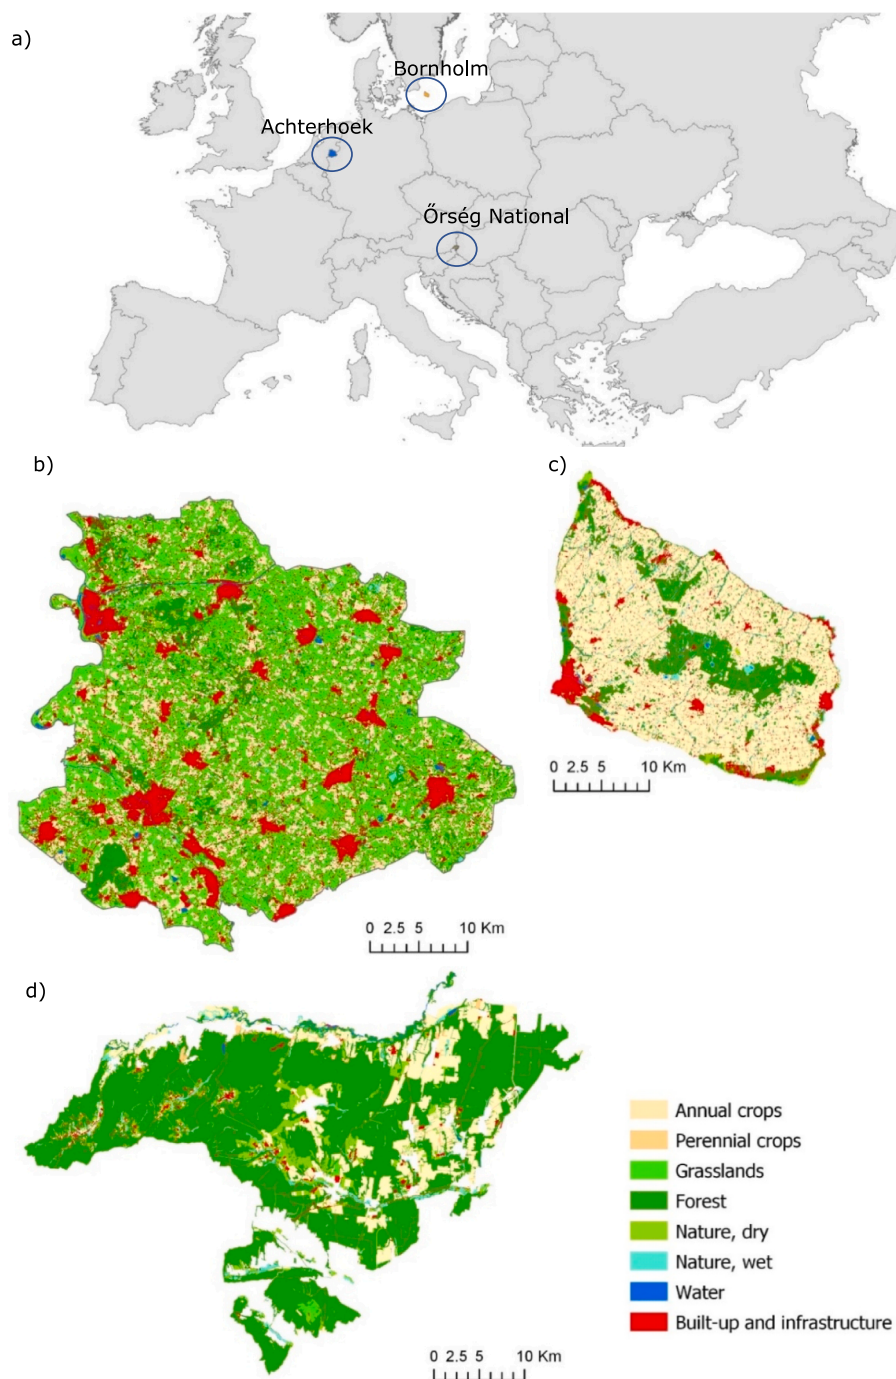 a)
Bornholm
Achterhoek
Őrség National
b)
c)
0 2.5 5 10 Km
0 2.5 5 10 Km
d)
Annual crops
Perennial crops
Grasslands
Forest
Nature, dry
Nature, wet
Water
Built-up and infrastructure
0 2.5 5 10 Km